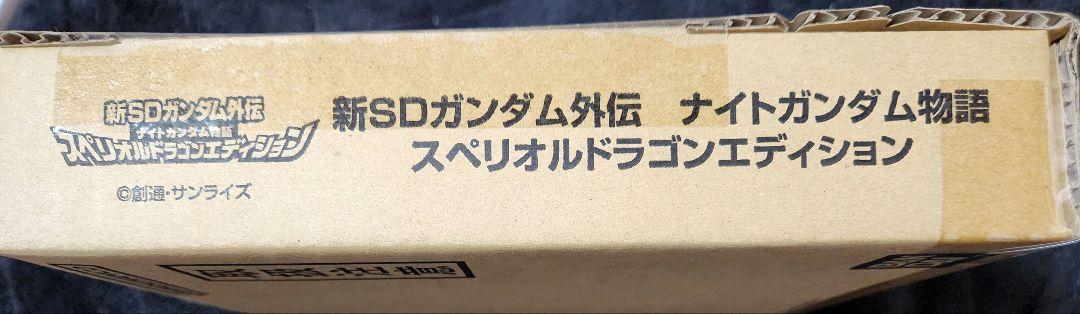 新SDガンダム外伝
ナイトガンダム物語
スペリオルドラゴンエディション
©創通・サンライズ
新SDガンダム外伝 ナイトガンダム物語
スペリオルドラゴンエディション